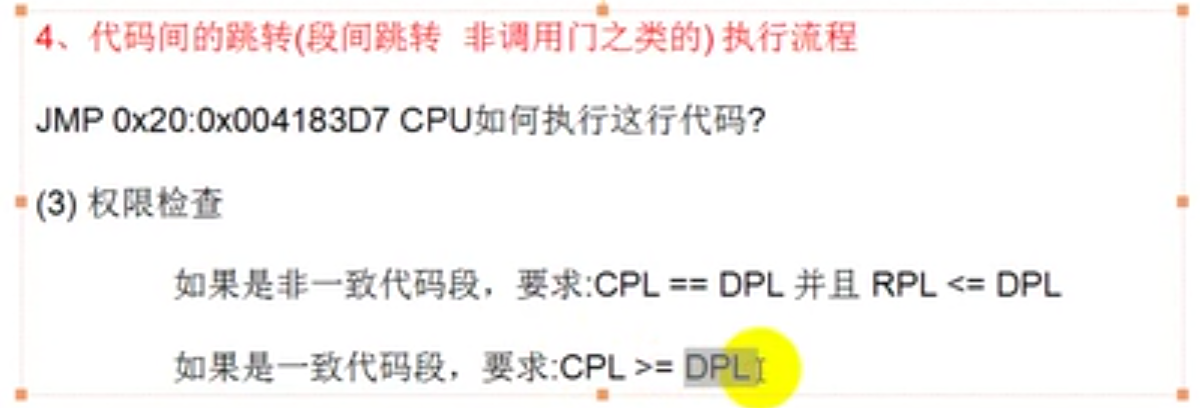 4、代码间的跳转(段间跳转 非调用门之类的) 执行流程
JMP 0x20:0x004183D7 CPU如何执行这行代码?
(3) 权限检查
如果是非一致代码段，要求:CPL == DPL 并且 RPL <= DPL
如果是一致代码段，要求:CPL >= DPL